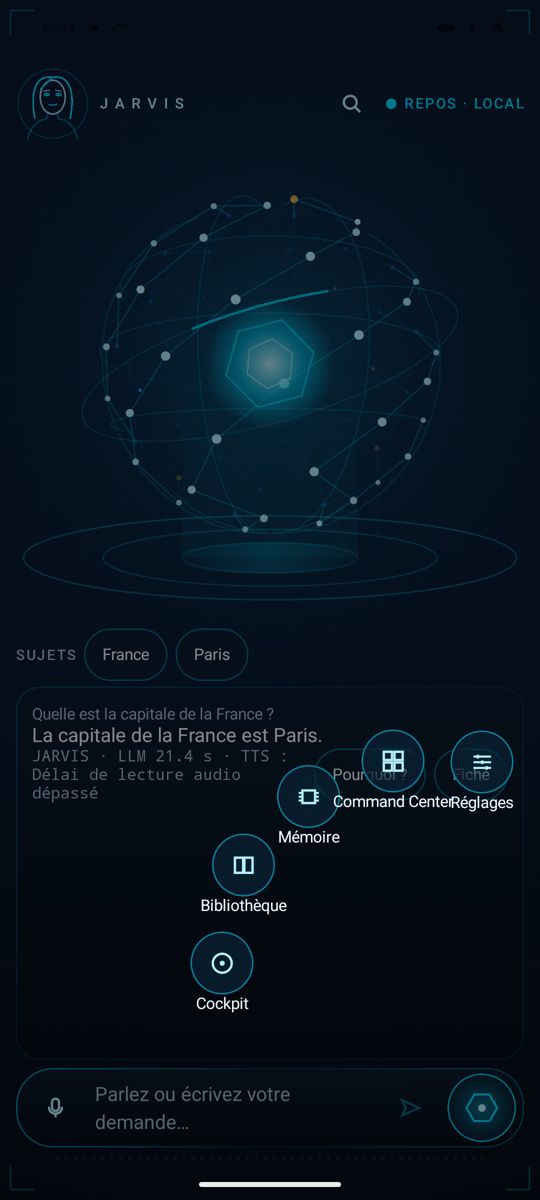 JARVIS
REPOS · LOCAL
SUJETS
France
Paris
Quelle est la capitale de la France ?
La capitale de la France est Paris.
JARVIS · LLM 21.4 s · TTS :
Délai de lecture audio
dépassé
Pourquoi ?
Fiche
Command Center
Réglages
Mémoire
Bibliothèque
Cockpit
Parlez ou écrivez votre
demande…